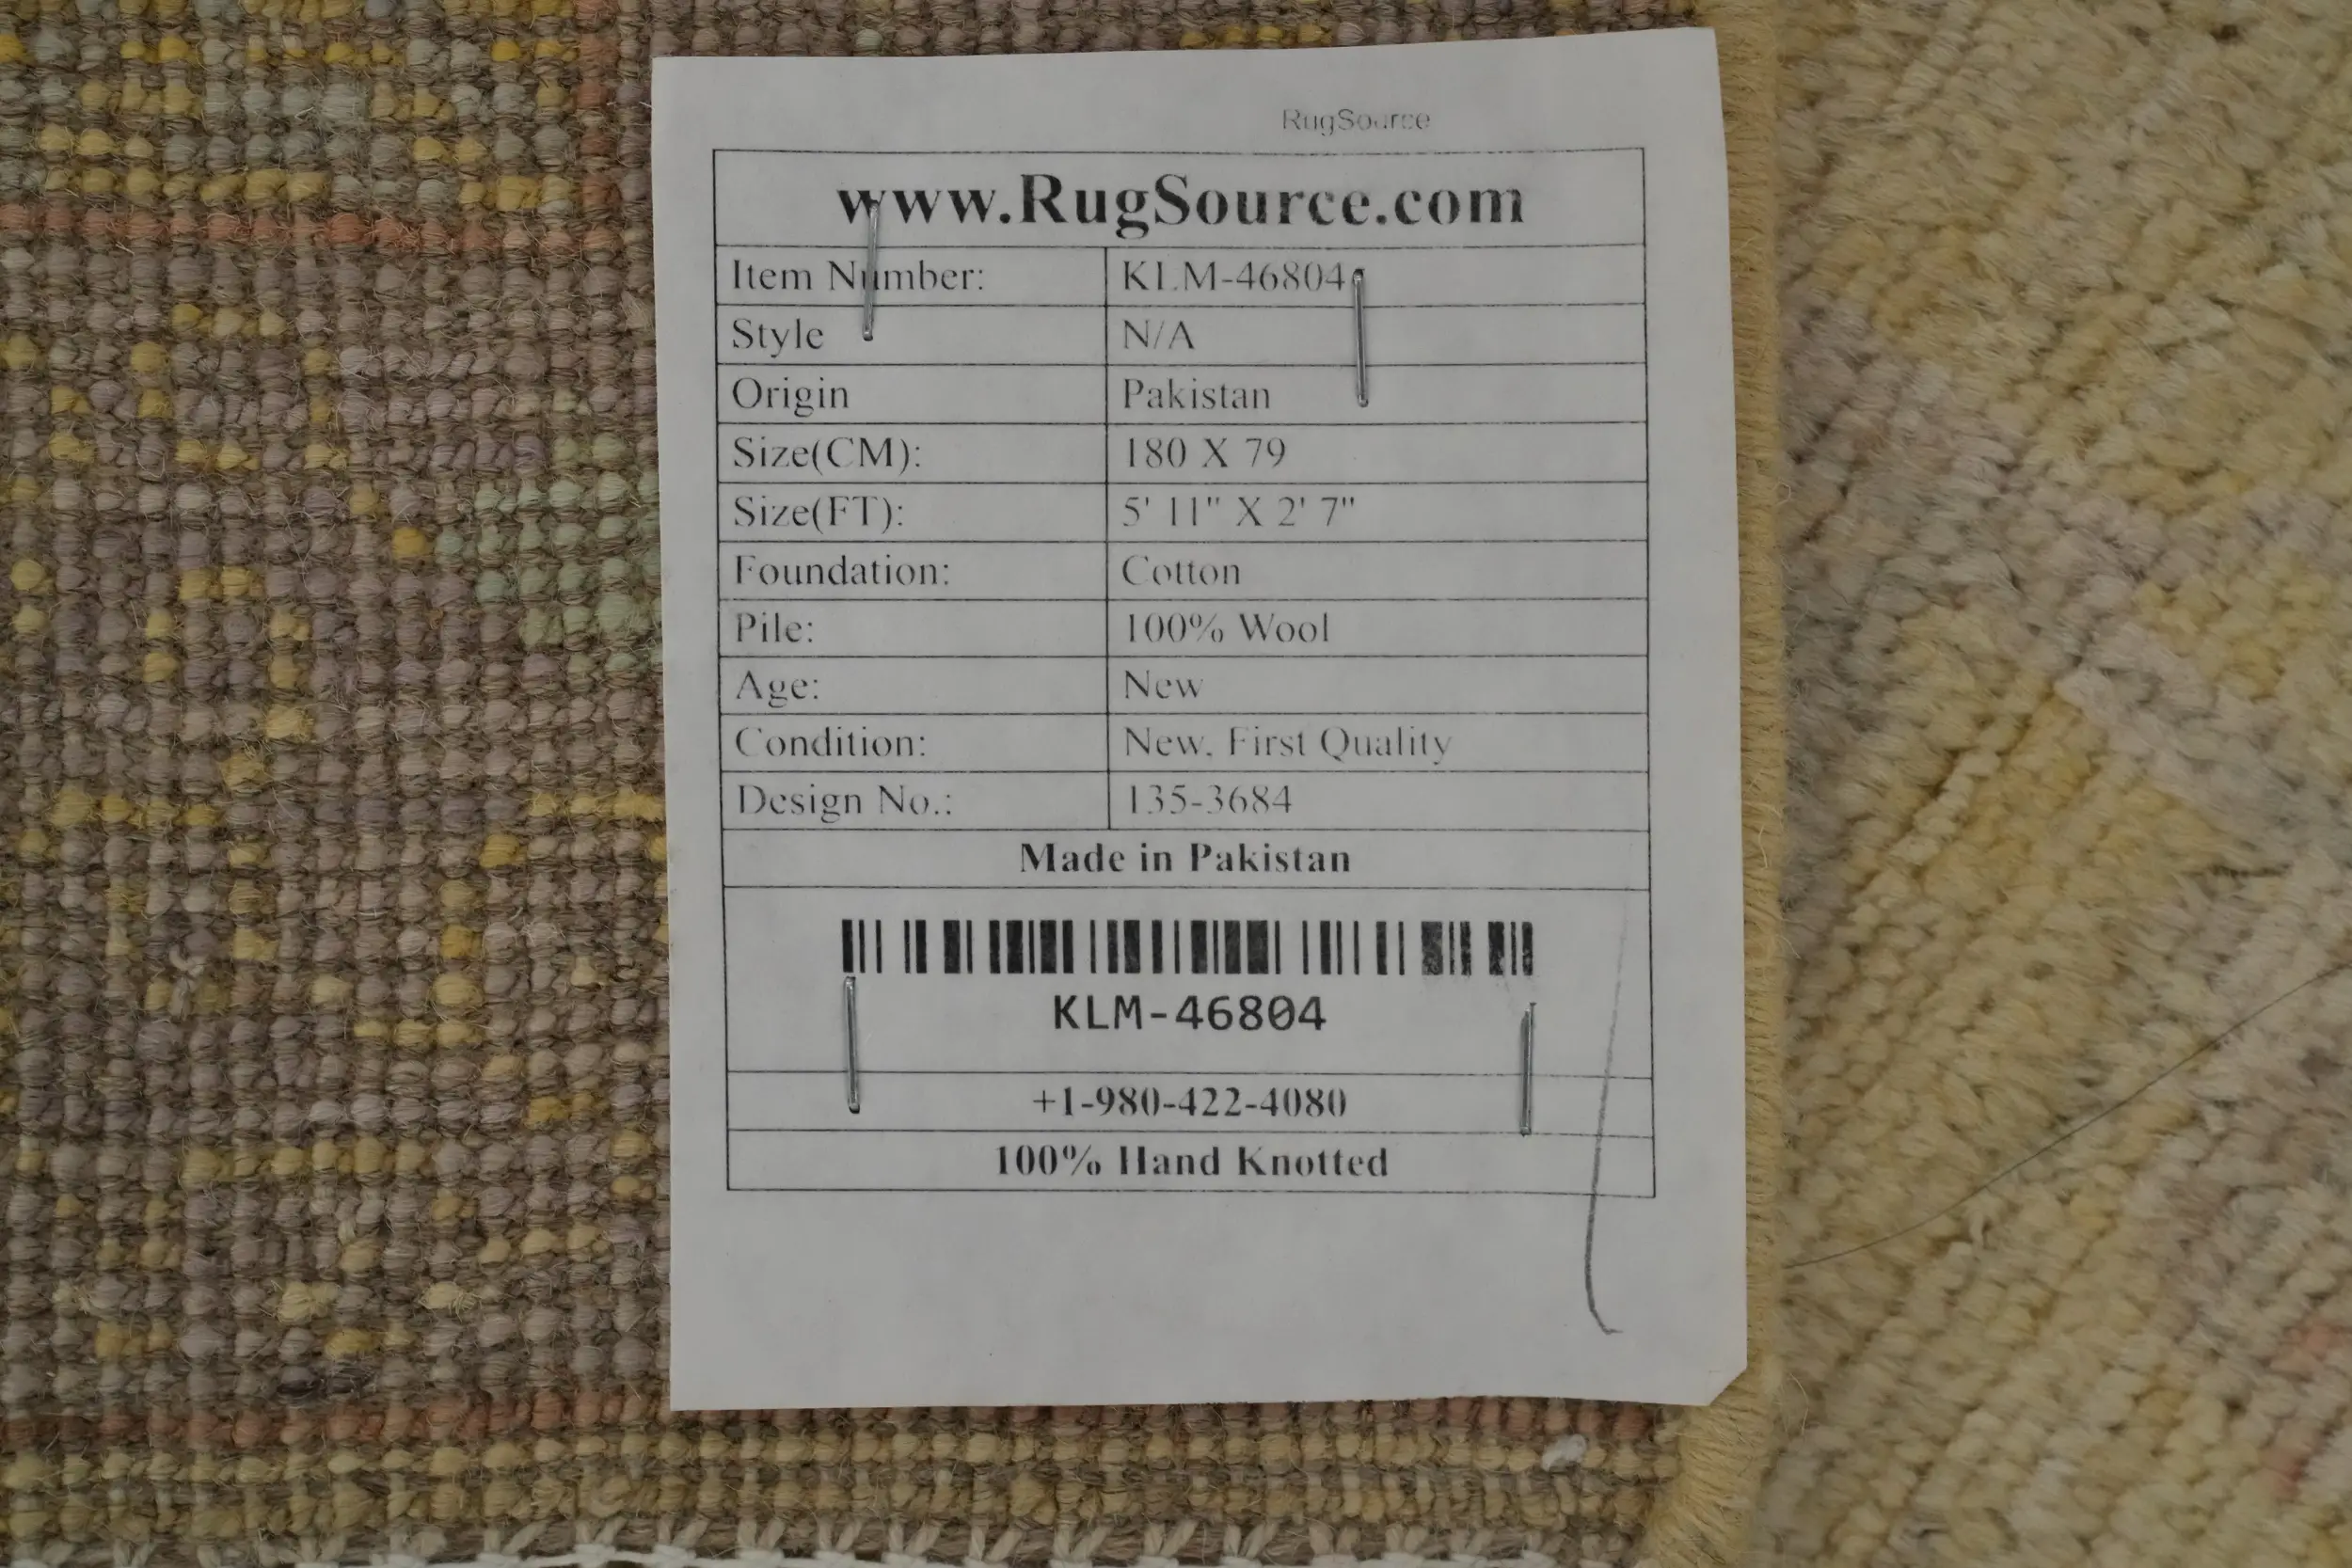 RugSource
www.RugSource.com
Item Number: KLM-46804
Style N/A
Origin Pakistan
Size(CM): 180 X 79
Size(FT): 5' 11" X 2' 7"
Foundation: Cotton
Pile: 100% Wool
Age: New
Condition: New, First Quality
Design No.: 135-3684
Made in Pakistan
KLM-46804
+1-980-422-4080
100% Hand Knotted